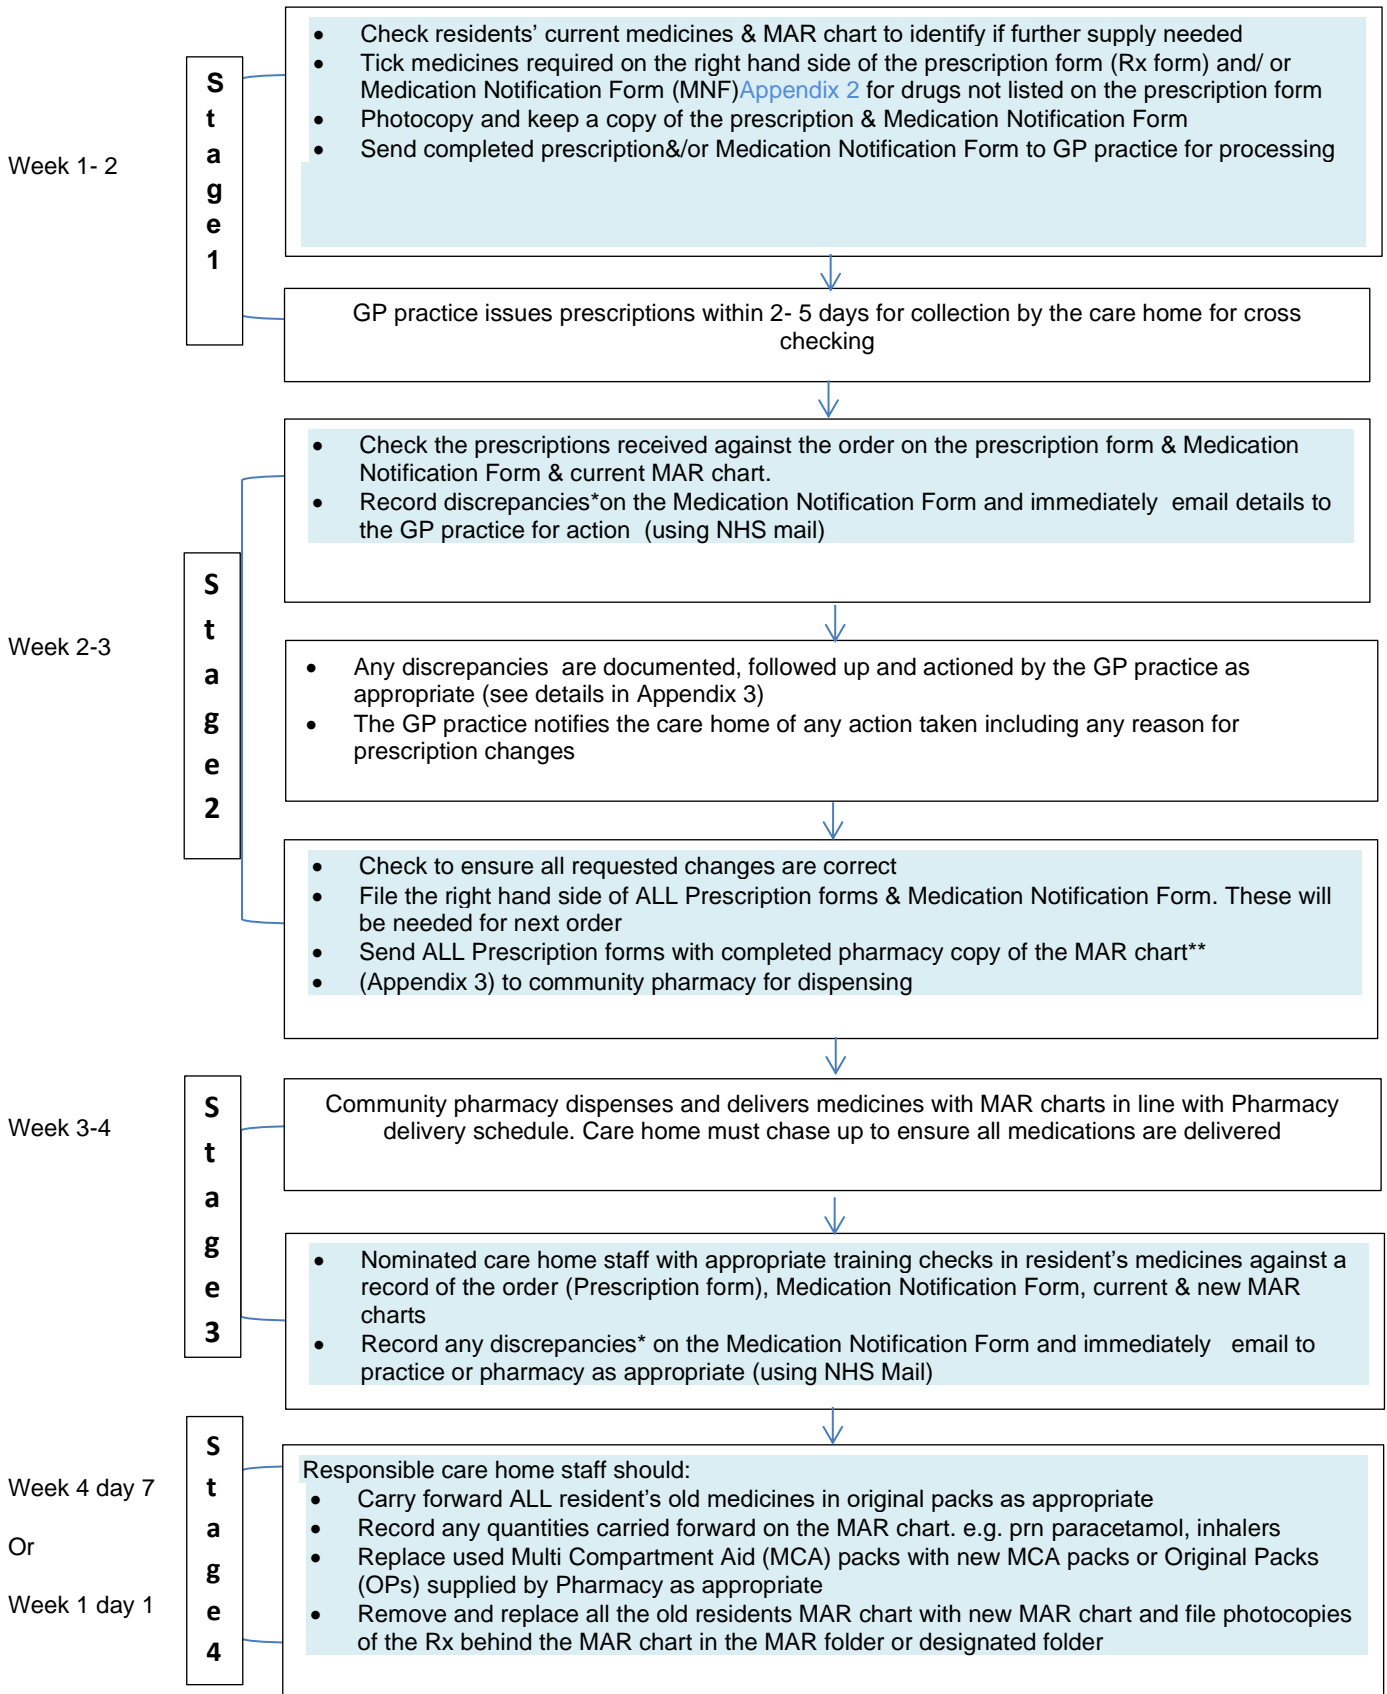 • Check residents' current medicines & MAR chart to identify if further supply needed
• Tick medicines required on the right hand side of the prescription form (Rx form) and/ or
Medication Notification Form (MNF)Appendix 2 for drugs not listed on the prescription form
• Photocopy and keep a copy of the prescription & Medication Notification Form
• Send completed prescription&/or Medication Notification Form to GP practice for processing
Week 1- 2
S
t
a
g
e
1
GP practice issues prescriptions within 2- 5 days for collection by the care home for cross
checking
• Check the prescriptions received against the order on the prescription form & Medication
Notification Form & current MAR chart.
• Record discrepancies*on the Medication Notification Form and immediately email details to
the GP practice for action (using NHS mail)
Week 2-3
S
t
a
g
e
2
• Any discrepancies are documented, followed up and actioned by the GP practice as
appropriate (see details in Appendix 3)
• The GP practice notifies the care home of any action taken including any reason for
prescription changes
• Check to ensure all requested changes are correct
• File the right hand side of ALL Prescription forms & Medication Notification Form. These will
be needed for next order
• Send ALL Prescription forms with completed pharmacy copy of the MAR chart**
• (Appendix 3) to community pharmacy for dispensing
Week 3-4
S
t
a
g
e
3
Community pharmacy dispenses and delivers medicines with MAR charts in line with Pharmacy
delivery schedule. Care home must chase up to ensure all medications are delivered
• Nominated care home staff with appropriate training checks in resident's medicines against a
record of the order (Prescription form), Medication Notification Form, current & new MAR
charts
• Record any discrepancies* on the Medication Notification Form and immediately email to
practice or pharmacy as appropriate (using NHS Mail)
Week 4 day 7
Or
Week 1 day 1
S
t
a
g
e
4
Responsible care home staff should:
• Carry forward ALL resident's old medicines in original packs as appropriate
• Record any quantities carried forward on the MAR chart. e.g. prn paracetamol, inhalers
• Replace used Multi Compartment Aid (MCA) packs with new MCA packs or Original Packs
(OPs) supplied by Pharmacy as appropriate
• Remove and replace all the old residents MAR chart with new MAR chart and file photocopies
of the Rx behind the MAR chart in the MAR folder or designated folder